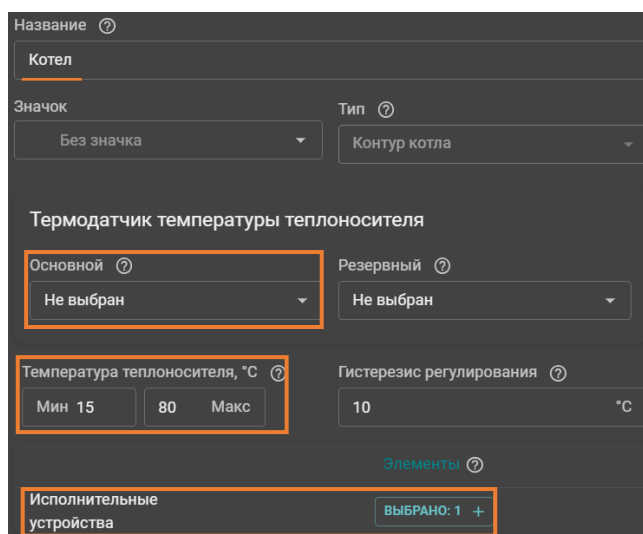 Название
Котел
Значок Тип
Без значка Контур котла
Термодатчик температуры теплоносителя
Основной Резервный
Не выбран Не выбран
Температура теплоносителя, °C Гистерезис регулирования
Мин 15 80 Макс 10 °C
Элементы
Исполнительные
устройства
ВЫБРАНО: 1 +